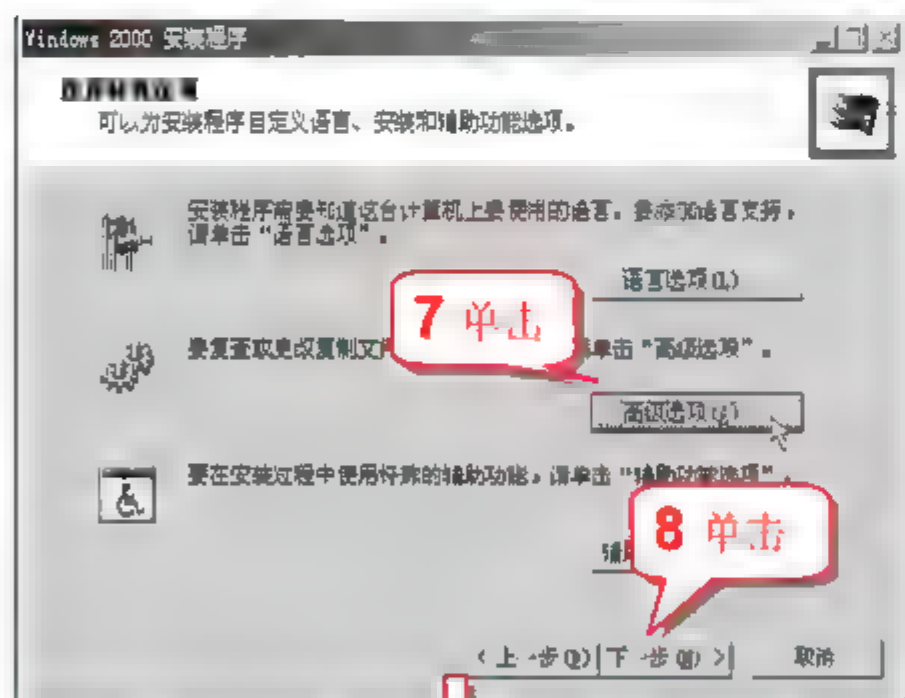 Windows 2000 安装程序
选择特殊选项
可以为安装程序自定义语言、安装和辅助功能选项。
安装程序需要知道这台计算机上要使用的语言。要添加语言支持，
请单击“语言选项”。
语言选项(L)
7 单击
要复查或更改复制文 单击“高级选项”。
高级选项(A)
要在安装过程中使用特殊的辅助功能，请单击“辅助功能选项”。
8 单击
辅
< 上一步(B)
下一步(N) >
取消